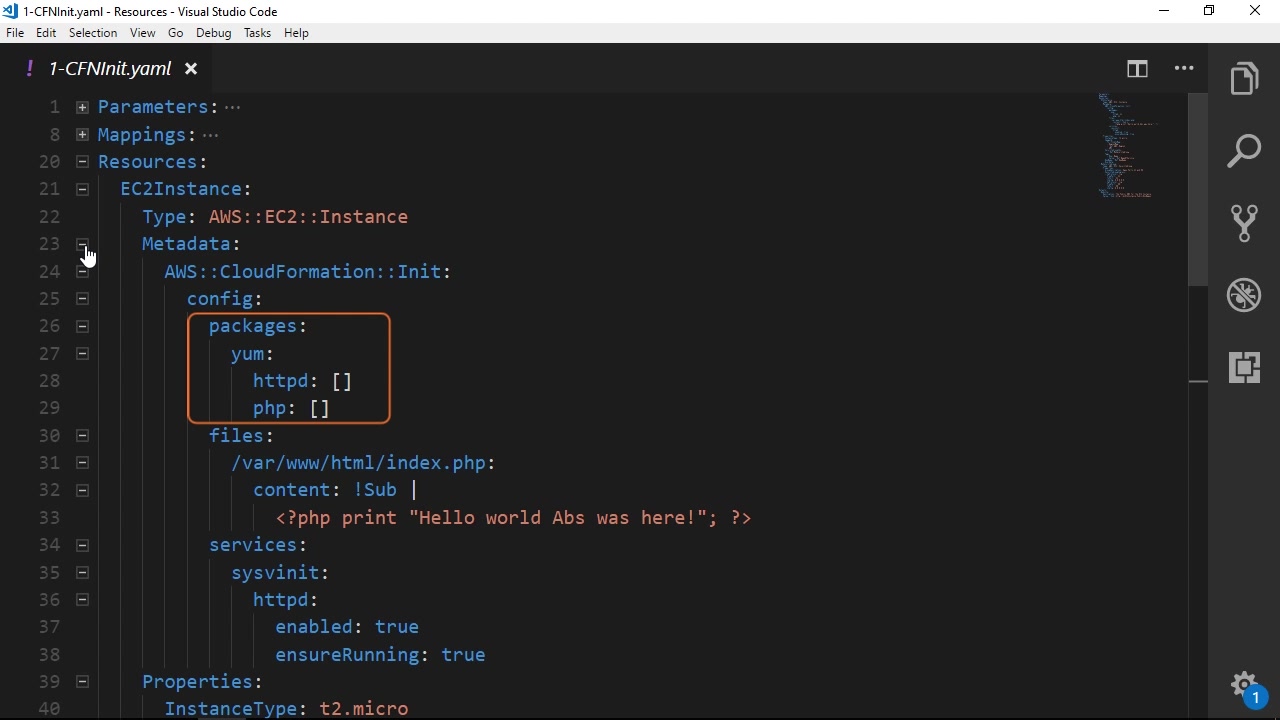 1-CFNInit.yaml - Resources - Visual Studio Code
File Edit Selection View Go Debug Tasks Help
! 1-CFNInit.yaml ×
1 Parameters: ···
8 Mappings: ···
20 Resources:
21 EC2Instance:
22 Type: AWS::EC2::Instance
23 Metadata:
24 AWS::CloudFormation::Init:
25 config:
26 packages:
27 yum:
28 httpd: []
29 php: []
30 files:
31 /var/www/html/index.php:
32 content: !Sub |
33 <?php print "Hello world Abs was here!"; ?>
34 services:
35 sysvinit:
36 httpd:
37 enabled: true
38 ensureRunning: true
39 Properties:
40 InstanceType: t2.micro
1